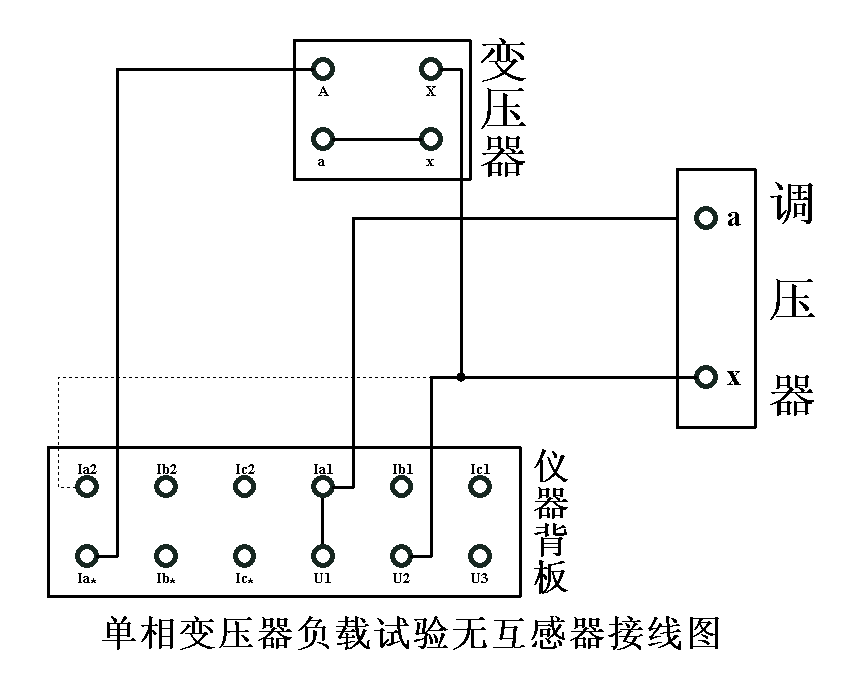 变压器
A X
a x
调压器
a
x
仪器背板
Ia2 Ib2 Ic2 Ia1 Ib1 Ic1
Ia* Ib* Ic* U1 U2 U3
单相变压器负载试验无互感器接线图